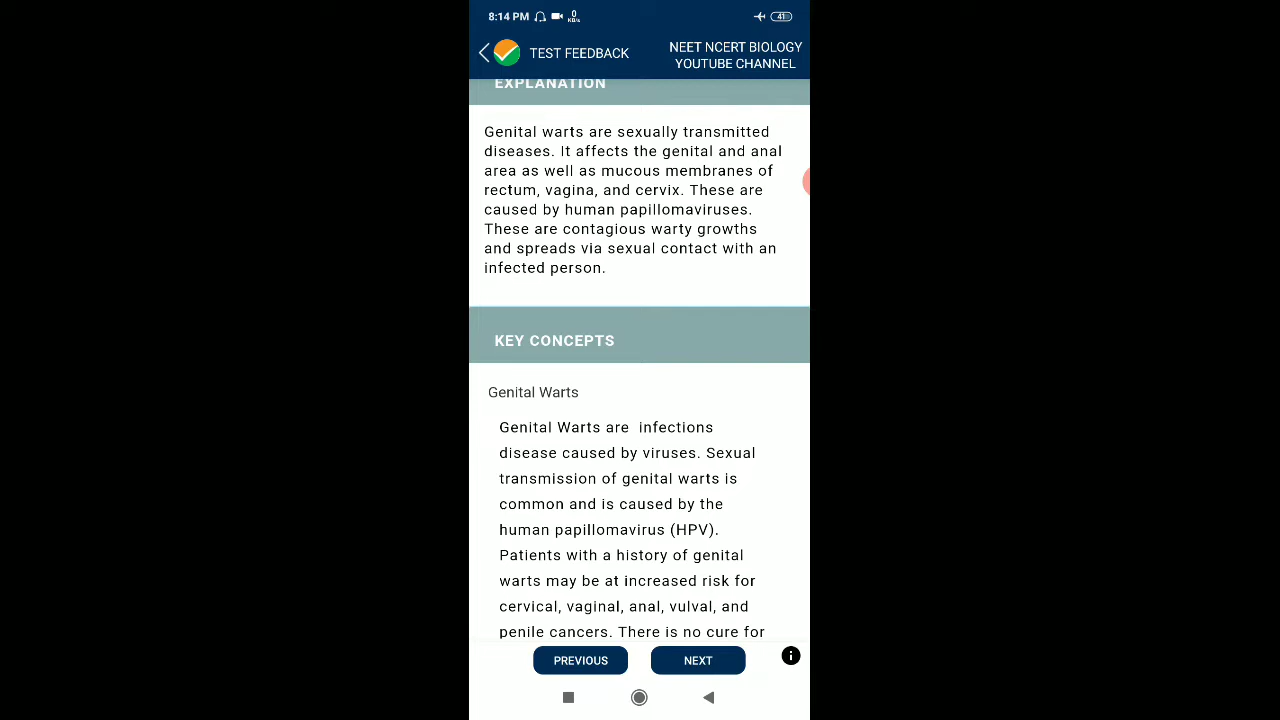 8:14 PM 0 KB/s 41
TEST FEEDBACK
NEET NCERT BIOLOGY
YOUTUBE CHANNEL
EXPLANATION
Genital warts are sexually transmitted
diseases. It affects the genital and anal
area as well as mucous membranes of
rectum, vagina, and cervix. These are
caused by human papillomaviruses.
These are contagious warty growths
and spreads via sexual contact with an
infected person.
KEY CONCEPTS
Genital Warts
Genital Warts are  infections
disease caused by viruses. Sexual
transmission of genital warts is
common and is caused by the
human papillomavirus (HPV).
Patients with a history of genital
warts may be at increased risk for
cervical, vaginal, anal, vulval, and
penile cancers. There is no cure for
PREVIOUS NEXT